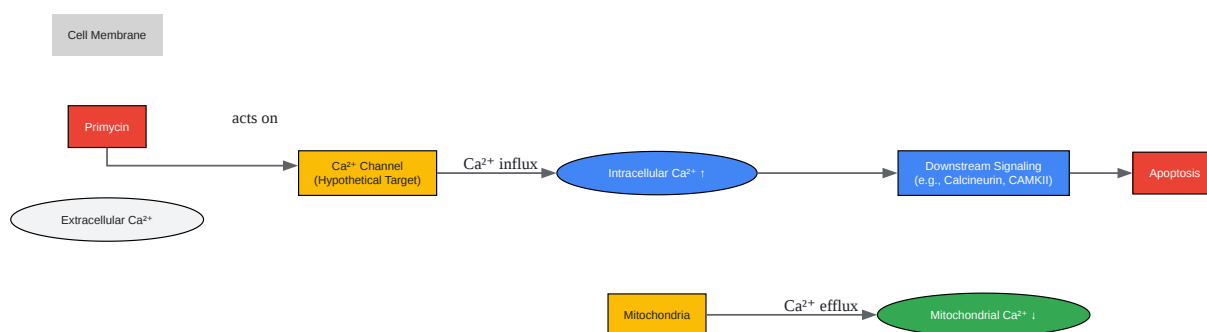 Cell Membrane
Primycin
acts on
Ca²⁺ Channel
(Hypothetical Target)
Ca²⁺ influx
Intracellular Ca²⁺ ↑
Downstream Signaling
(e.g., Calcineurin, CAMKII)
Apoptosis
Extracellular Ca²⁺
Mitochondria
Ca²⁺ efflux
Mitochondrial Ca²⁺ ↓